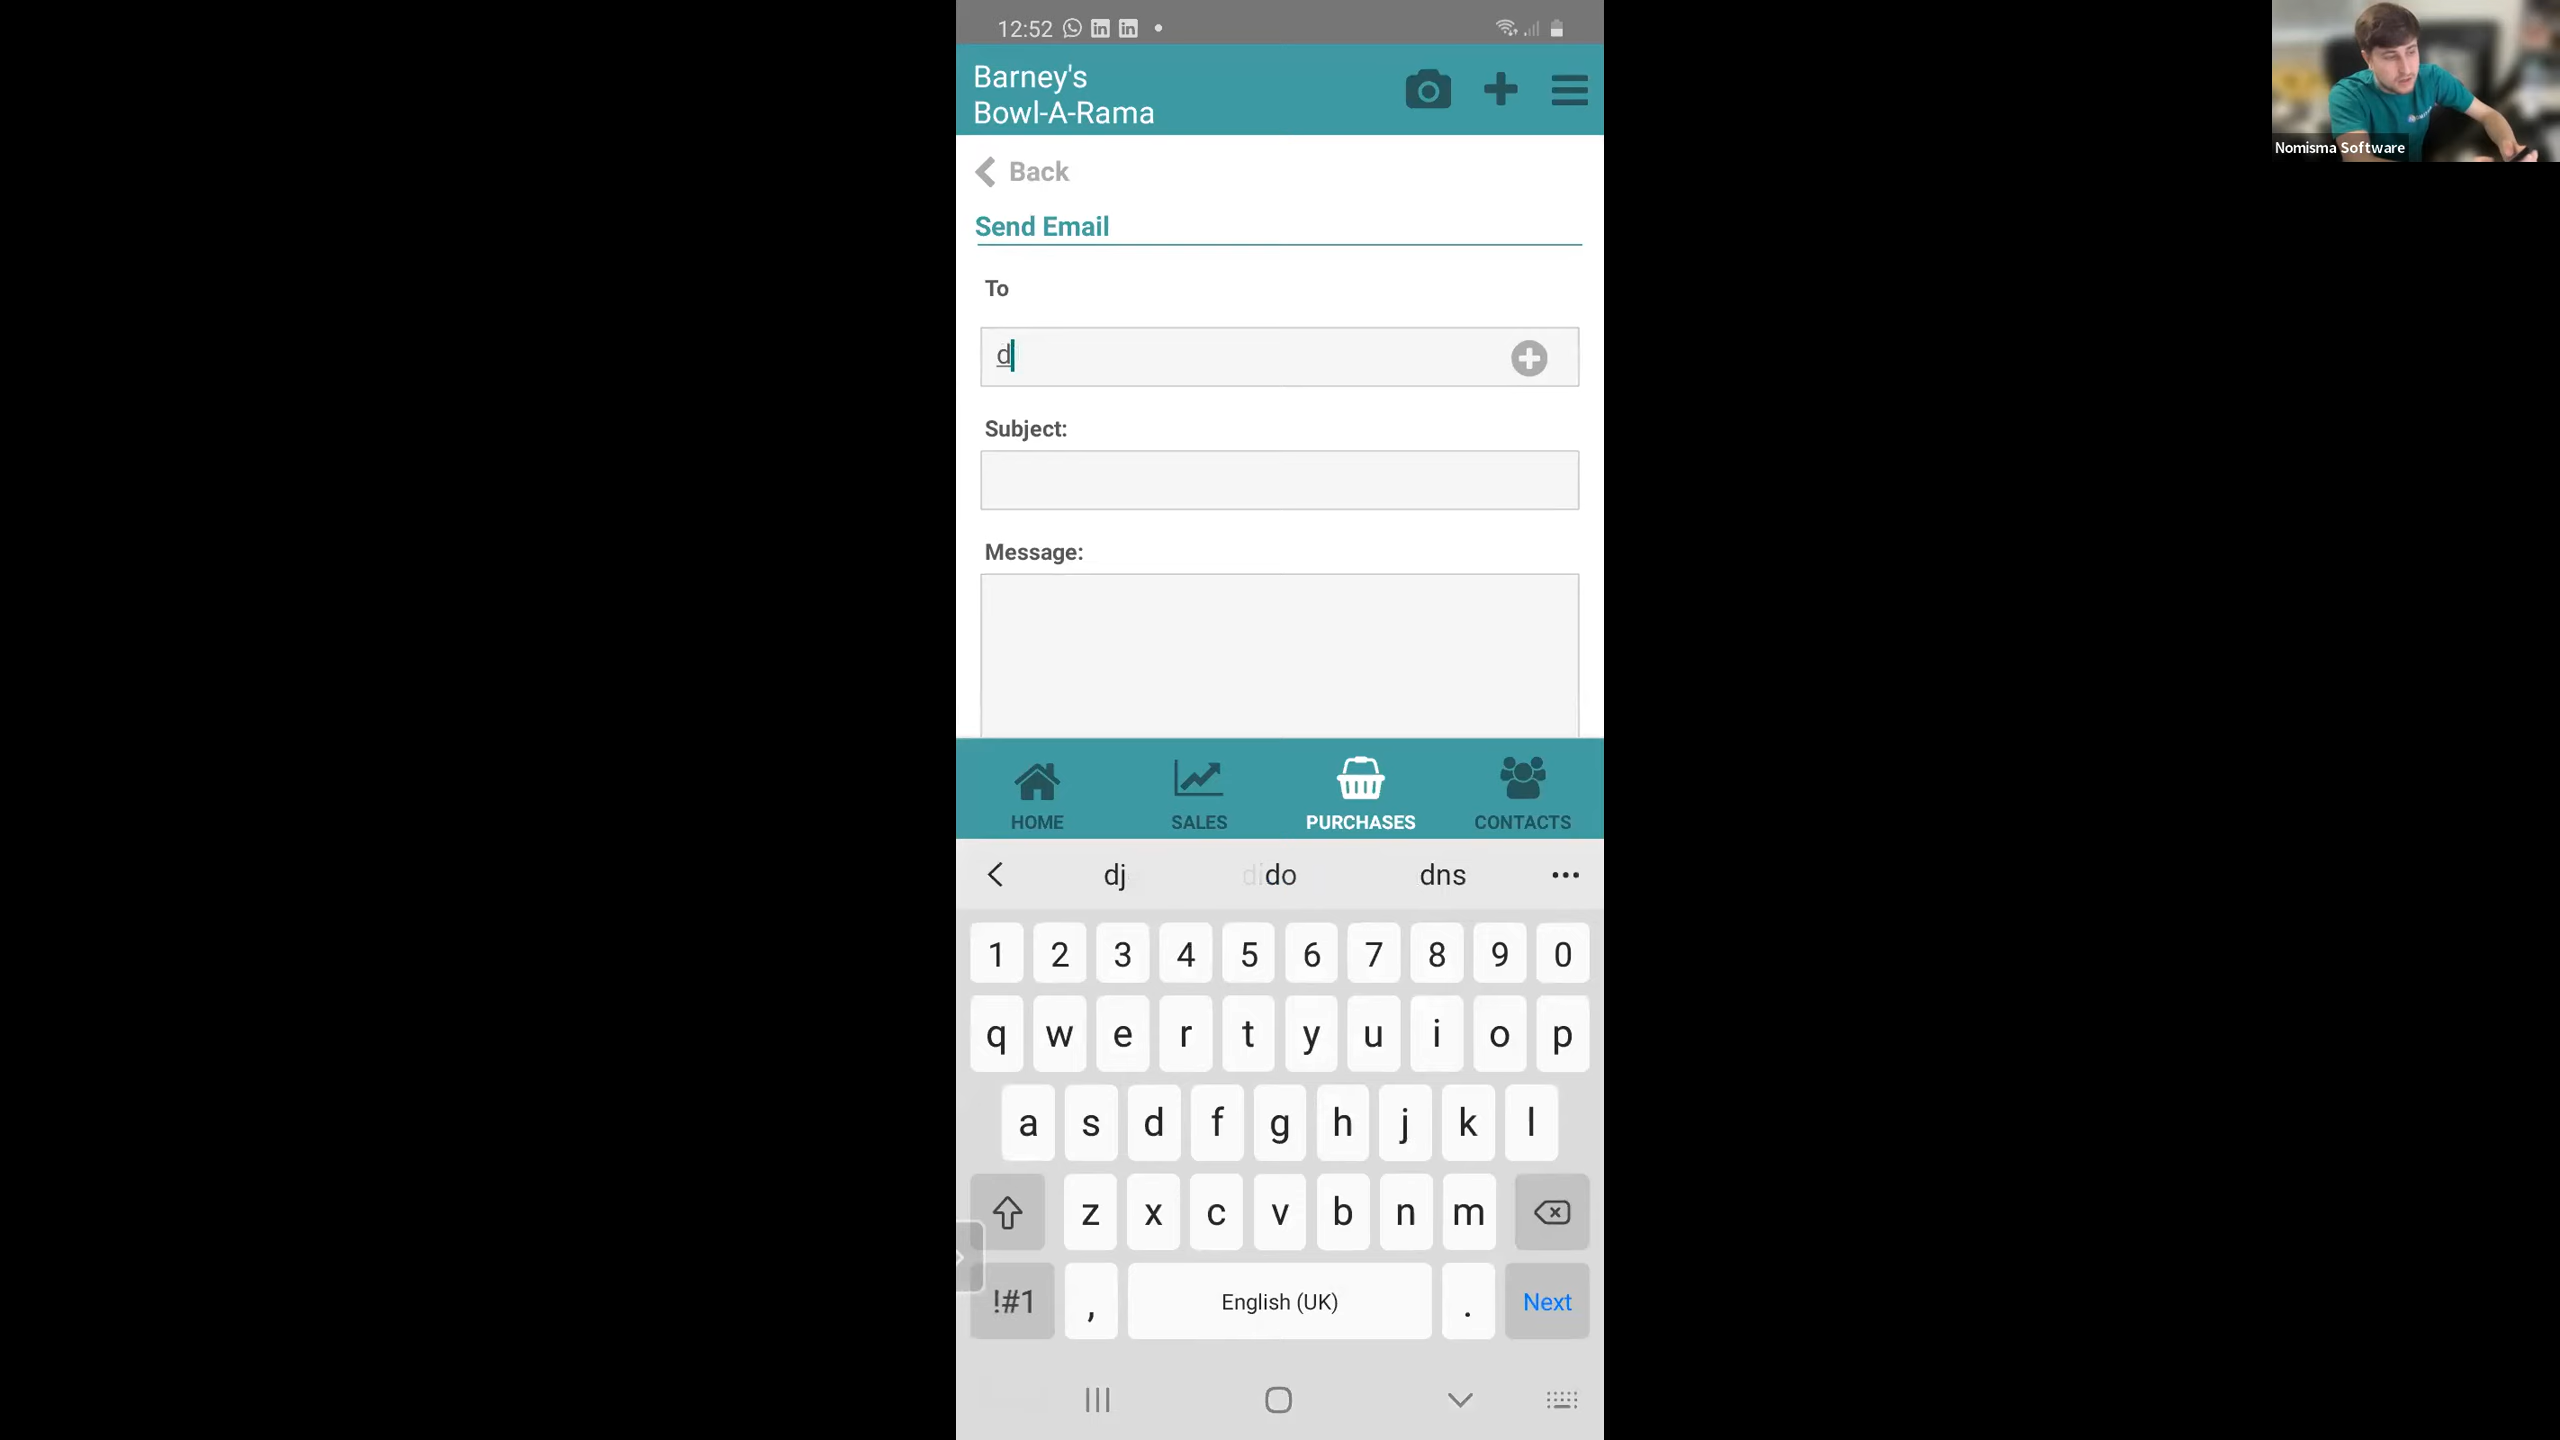 12:52
Barney's
Bowl-A-Rama
Back
Send Email
To
d
Subject:
Message:
HOME SALES PURCHASES CONTACTS
dj do dns
1 2 3 4 5 6 7 8 9 0
q w e r t y u i o p
a s d f g h j k l
z x c v b n m
!#1 , English (UK) . Next
Nomisma Software